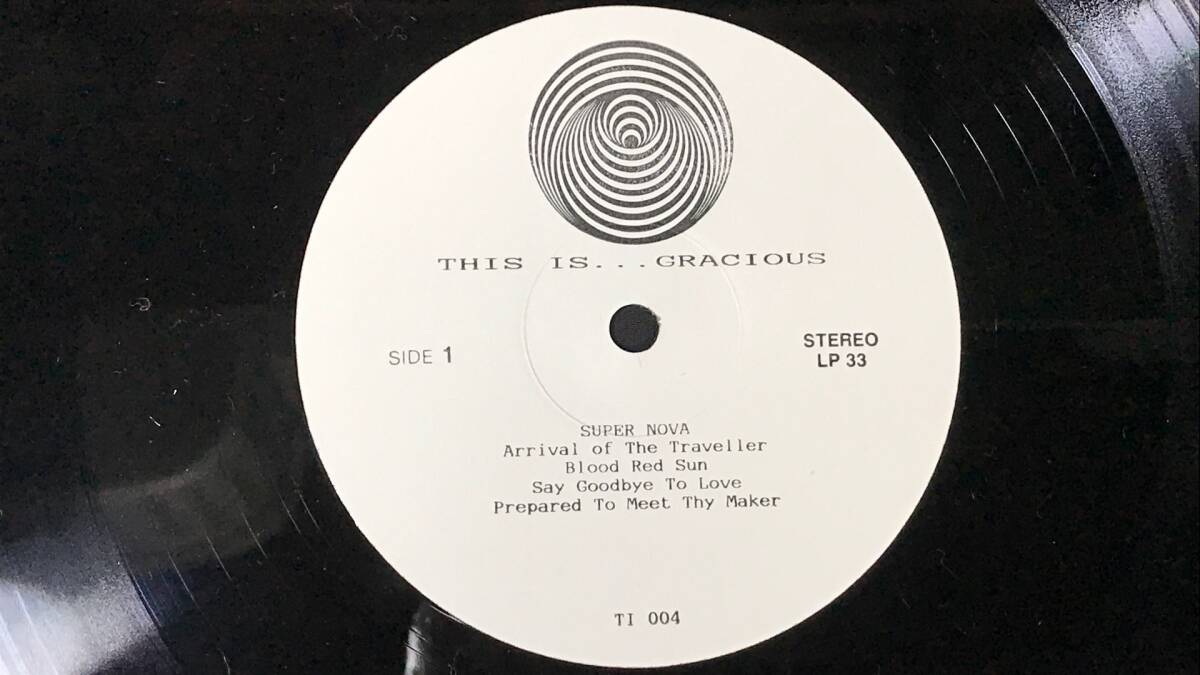 THIS IS...GRACIOUS
SIDE 1
STEREO
LP 33
SUPER NOVA
Arrival of The Traveller
Blood Red Sun
Say Goodbye To Love
Prepared To Meet Thy Maker
TI 004